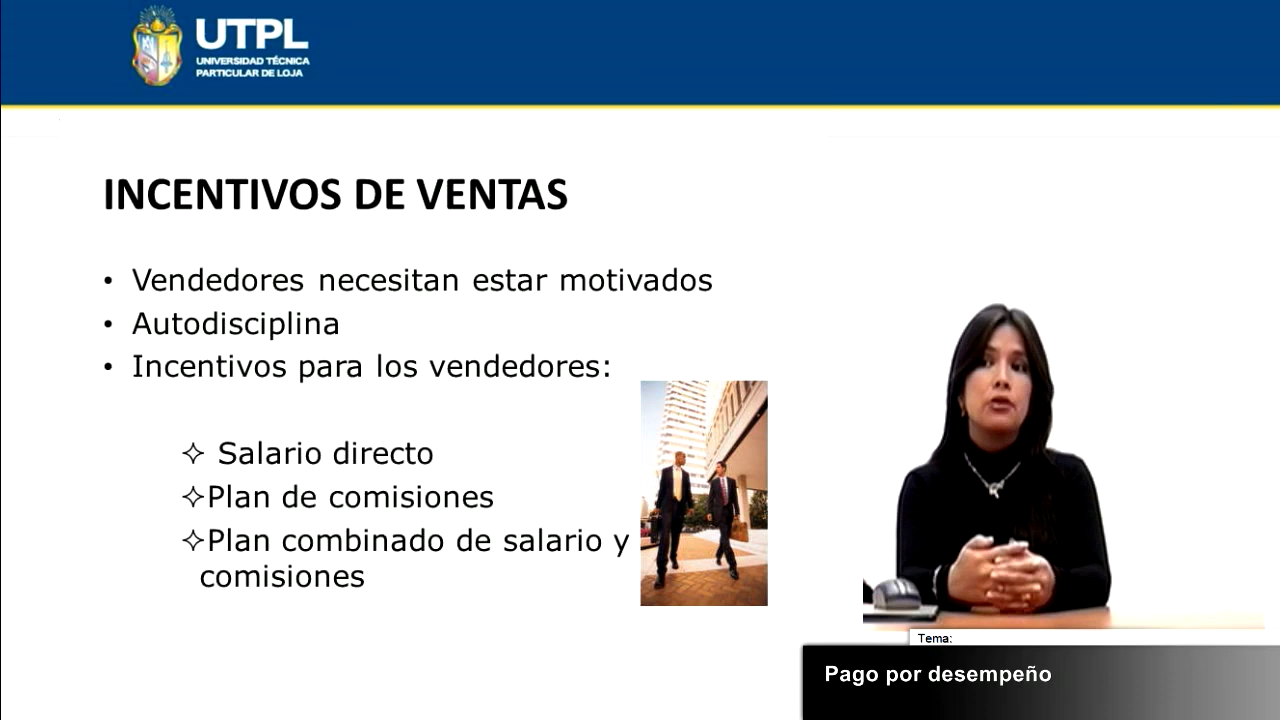 UTPL
UNIVERSIDAD TÉCNICA
PARTICULAR DE LOJA
INCENTIVOS DE VENTAS
• Vendedores necesitan estar motivados
• Autodisciplina
• Incentivos para los vendedores:
✧ Salario directo
✧Plan de comisiones
✧Plan combinado de salario y
comisiones
Tema:
Pago por desempeño